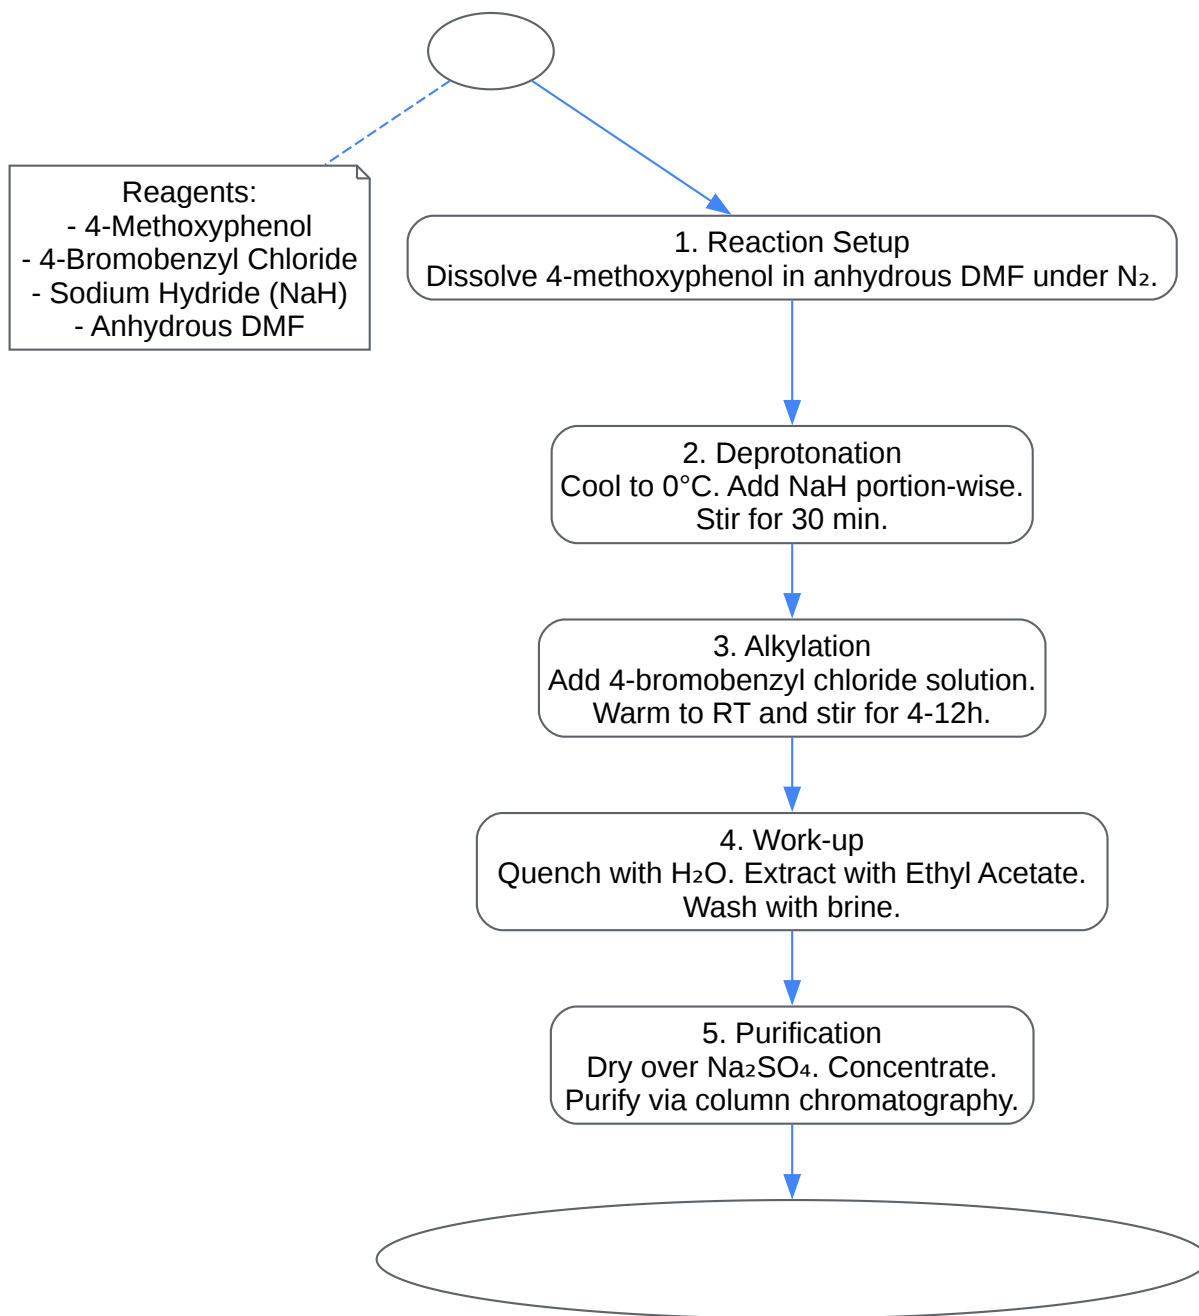 Reagents:
- 4-Methoxyphenol
- 4-Bromobenzyl Chloride
- Sodium Hydride (NaH)
- Anhydrous DMF
1. Reaction Setup
Dissolve 4-methoxyphenol in anhydrous DMF under N₂.
2. Deprotonation
Cool to 0°C. Add NaH portion-wise.
Stir for 30 min.
3. Alkylation
Add 4-bromobenzyl chloride solution.
Warm to RT and stir for 4-12h.
4. Work-up
Quench with H₂O. Extract with Ethyl Acetate.
Wash with brine.
5. Purification
Dry over Na₂SO₄. Concentrate.
Purify via column chromatography.